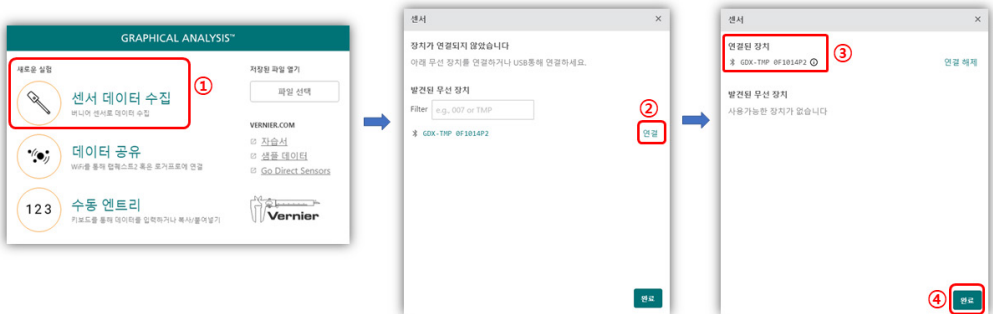 GRAPHICAL ANALYSIS™
새로운 실험
센서 데이터 수집
버니어 센서로 데이터 수집
①
데이터 공유
WiFi를 통해 랩퀘스트2 혹은 로거프로에 연결
123
수동 엔트리
키보드를 통해 데이터를 입력하거나 복사/붙여넣기
저장된 파일 열기
파일 선택
VERNIER.COM
자습서
샘플 데이터
Go Direct Sensors
Vernier
센서
×
장치가 연결되지 않았습니다
아래 무선 장치를 연결하거나 USB통해 연결하세요.
발견된 무선 장치
Filter e.g., 007 or TMP
②
GDX-TMP 0F1014P2 연결
완료
센서
×
연결된 장치
③
GDX-TMP 0F1014P2 연결 해제
발견된 무선 장치
사용가능한 장치가 없습니다
④
완료